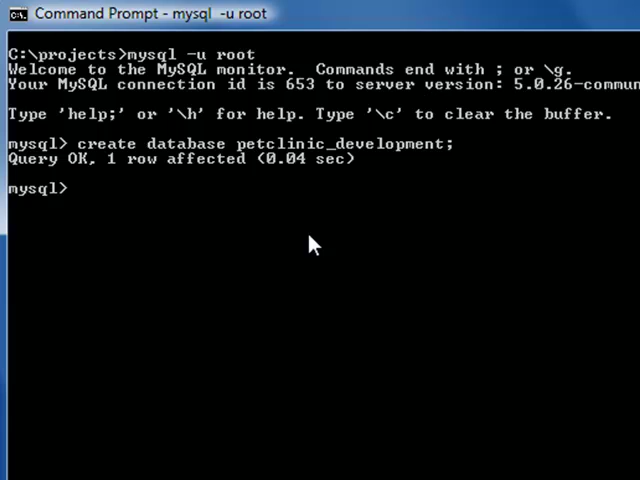 Command Prompt - mysql -u root
C:\projects>mysql -u root
Welcome to the MySQL monitor. Commands end with ; or \g.
Your MySQL connection id is 653 to server version: 5.0.26-commun
Type 'help;' or '\h' for help. Type '\c' to clear the buffer.
mysql> create database petclinic_development;
Query OK, 1 row affected (0.04 sec)
mysql>